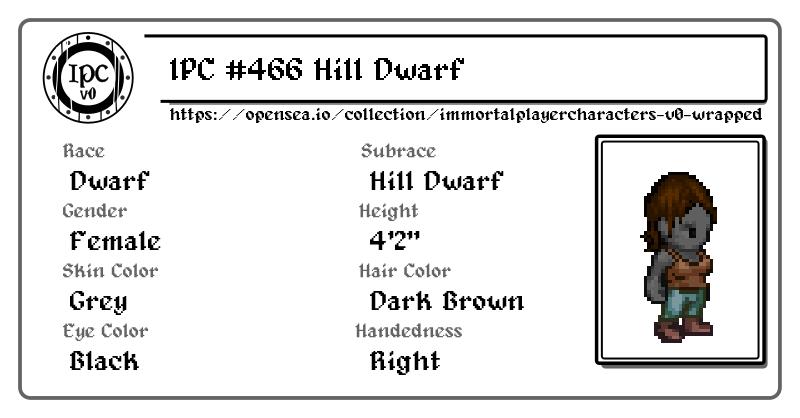 IPC
v0
IPC #466 Hill Dwarf
https://opensea.io/collection/immortalplayercharacters-v0-wrapped
Race
Subrace
Dwarf
Hill Dwarf
Gender
Height
Female
4'2"
Skin Color
Hair Color
Grey
Dark Brown
Eye Color
Handedness
Black
Right